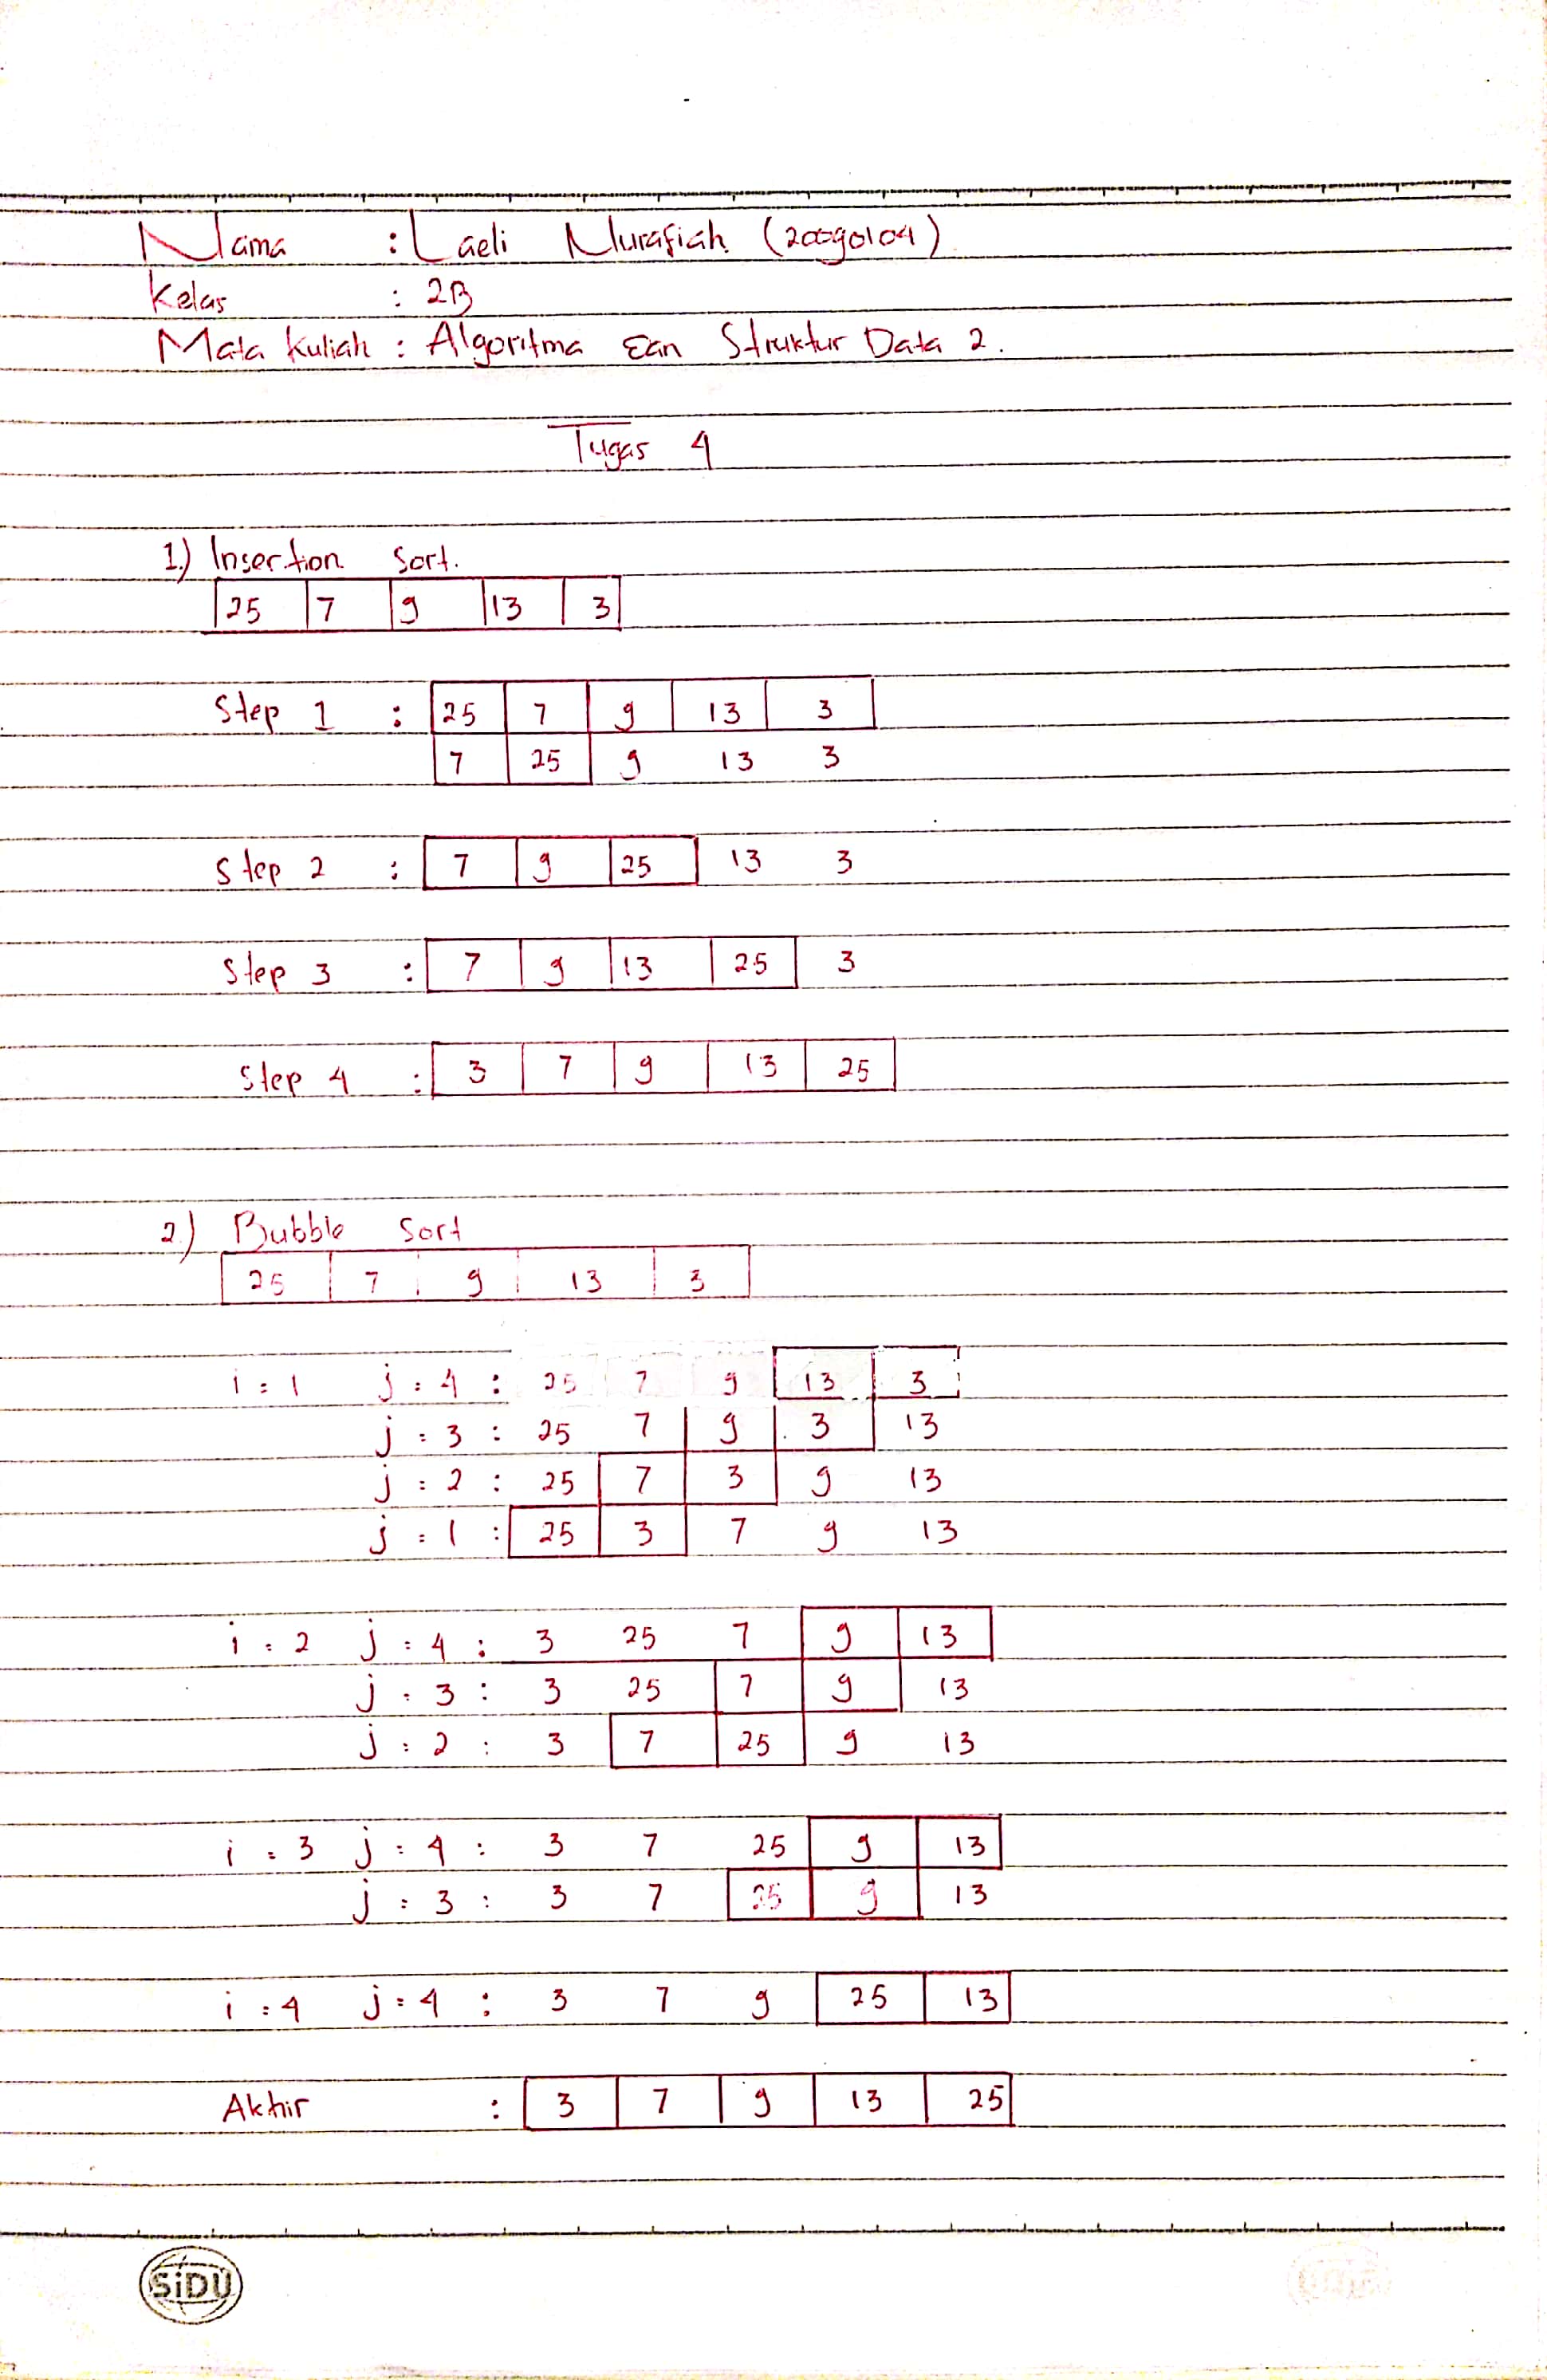 Nama : Laeli Nurafiah (20090104)
Kelas : 2B
Mata Kuliah : Algoritma Dan Struktur Data 2.
Tugas 4
1.) Insertion Sort.
25 7 9 13 3
Step 1 : 25 7 9 13 3
7 25 9 13 3
Step 2 : 7 9 25 13 3
Step 3 : 7 9 13 25 3
Step 4 : 3 7 9 13 25
2) Bubble Sort
25 7 9 13 3
i = 1 j = 4 : 25 7 9 13 3
j = 3 : 25 7 9 3 13
j = 2 : 25 7 3 9 13
j = 1 : 25 3 7 9 13
i = 2 j = 4 : 3 25 7 9 13
j = 3 : 3 25 7 9 13
j = 2 : 3 7 25 9 13
i = 3 j = 4 : 3 7 25 9 13
j = 3 : 3 7 25 9 13
i = 4 j = 4 : 3 7 9 25 13
Akhir : 3 7 9 13 25
SiDU